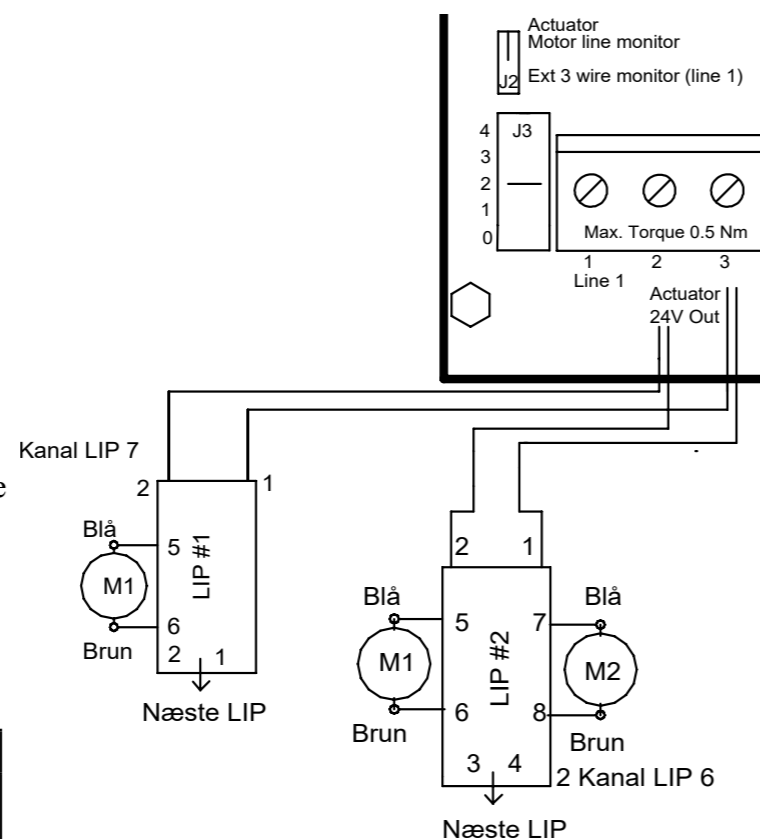 Actuator
Motor line monitor
J2 Ext 3 wire monitor (line 1)
4 J3
3
2
1
0
Max. Torque 0.5 Nm
1 2 3
Line 1
Actuator
24V Out
Kanal LIP 7
e
2 1
Blå
5
LIP #1
M1
6
Brun
2 1
Næste LIP
2 1
Blå Blå
5 7
LIP #2
M1 M2
6 8
Brun Brun
3 4
2 Kanal LIP 6
Næste LIP